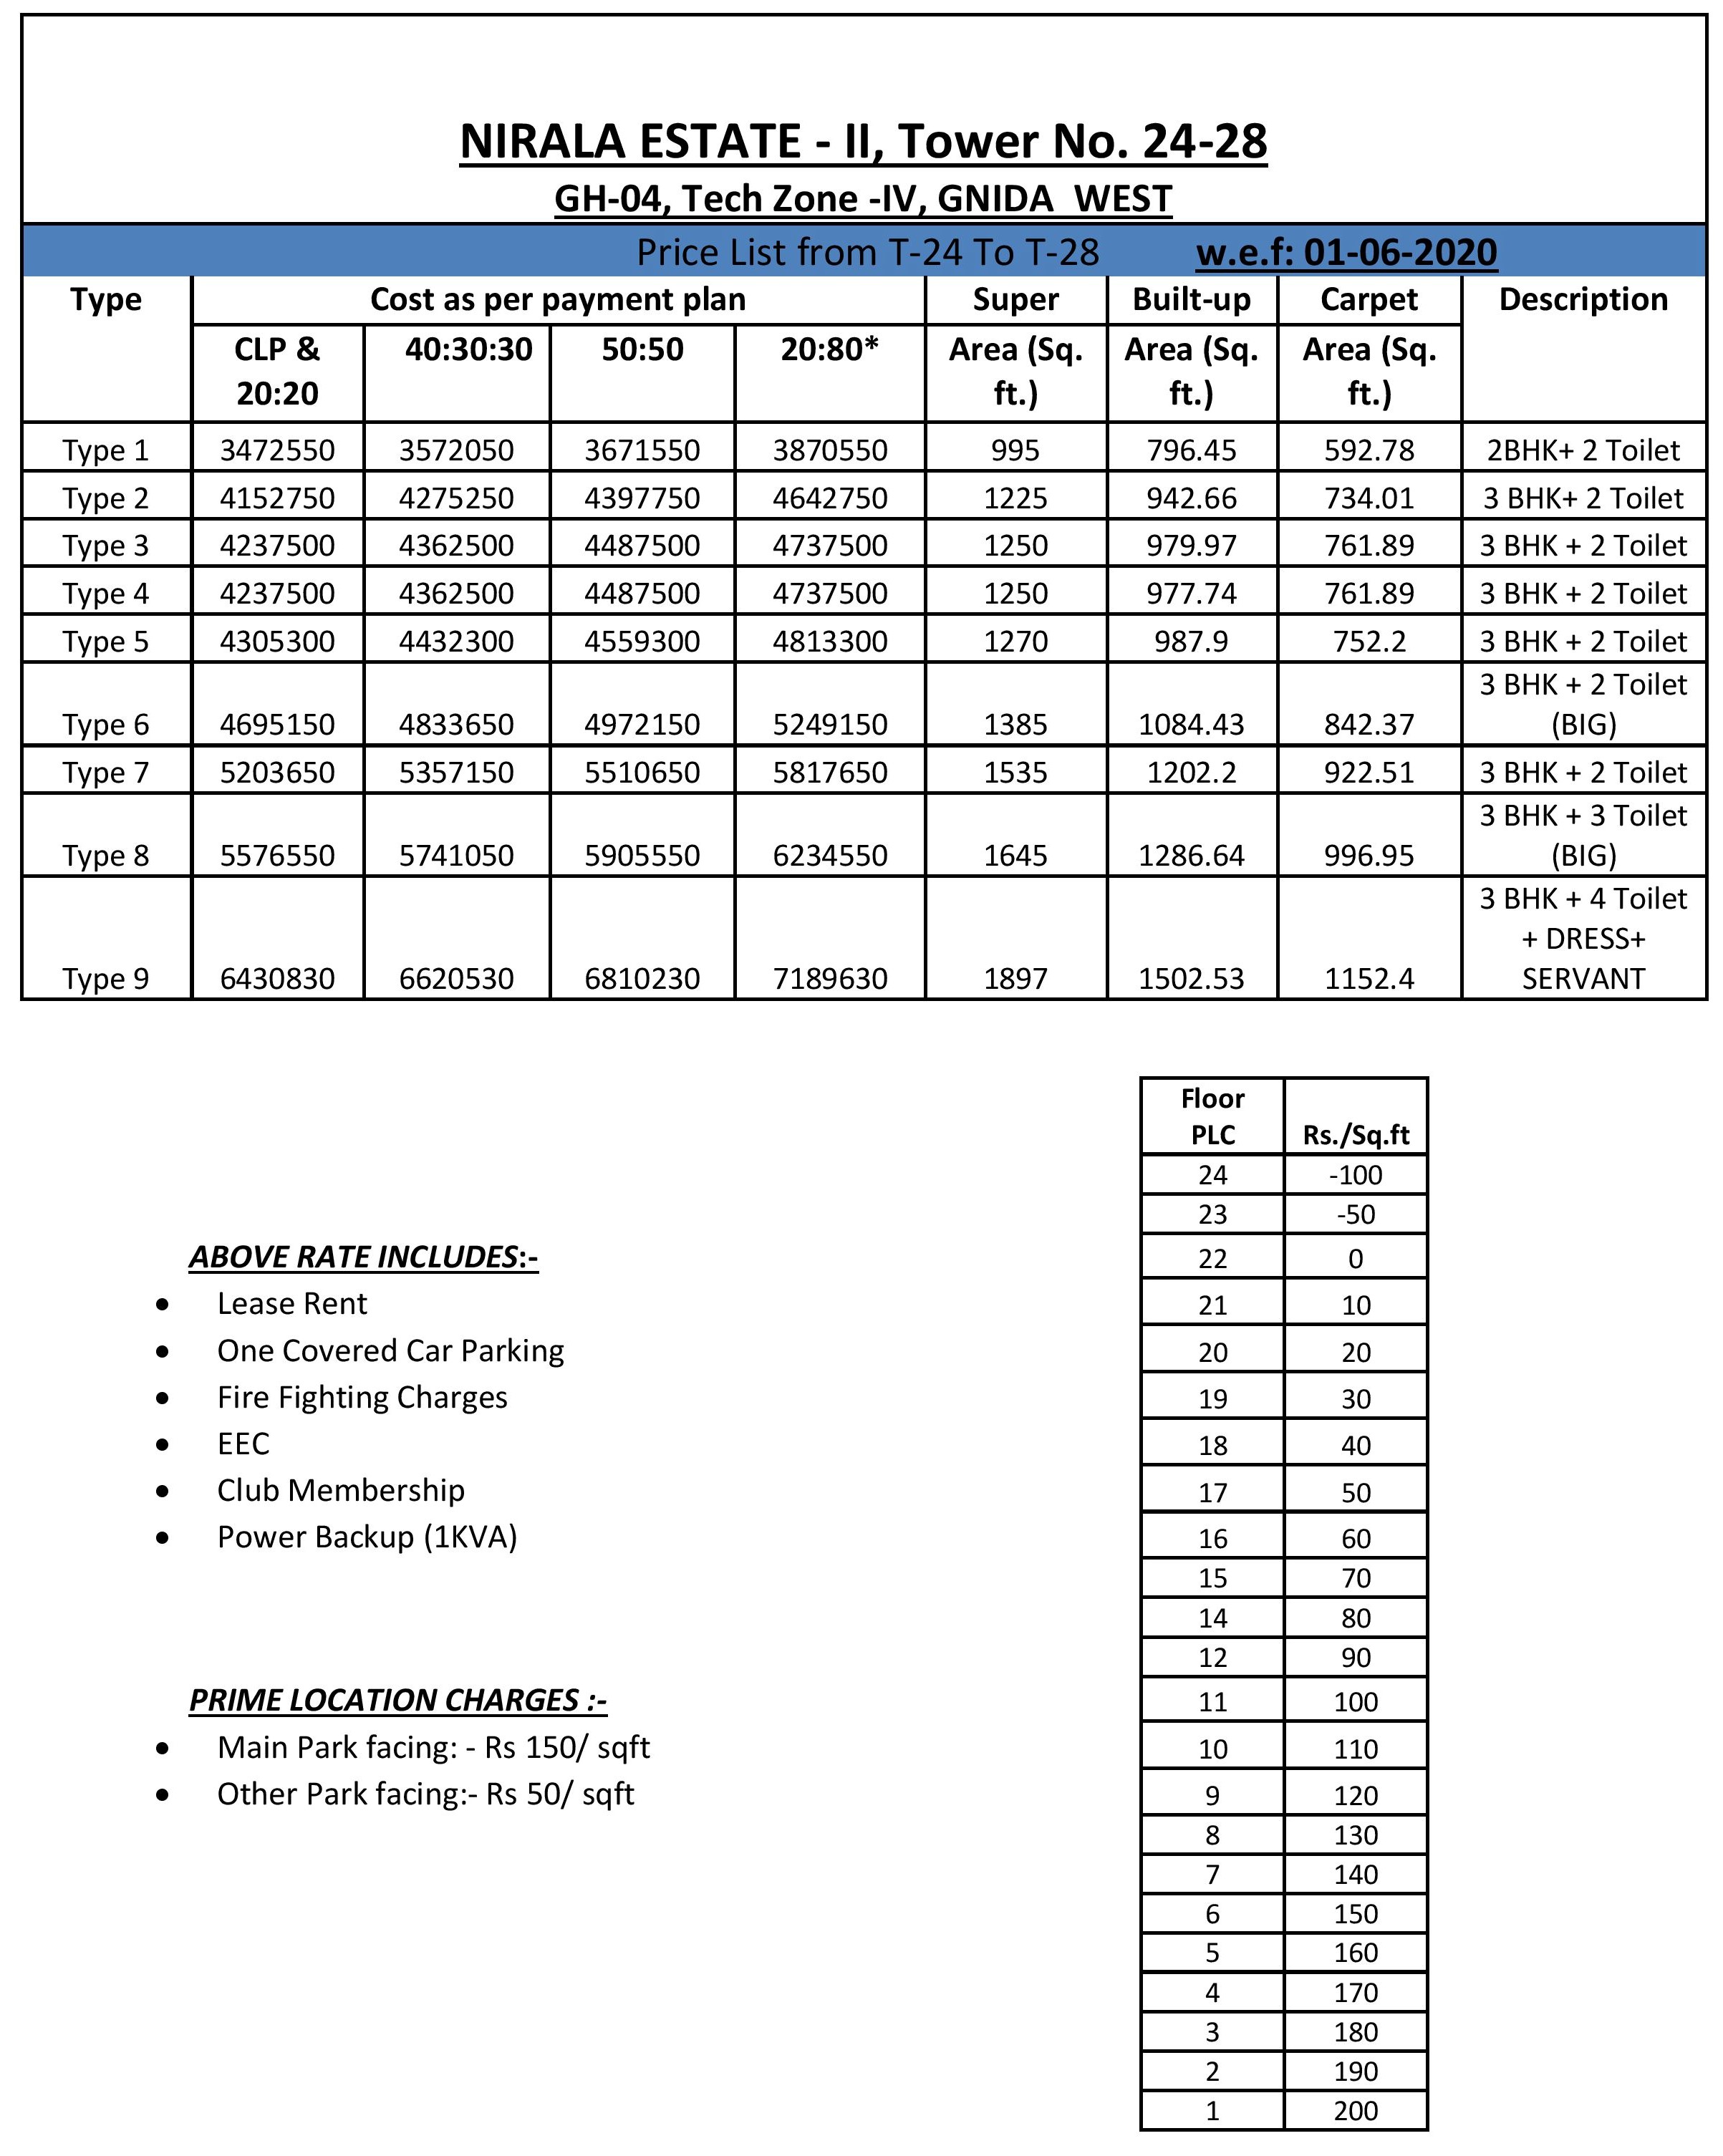 NIRALA ESTATE - II, Tower No. 24-28
GH-04, Tech Zone -IV, GNIDA WEST
Price List from T-24 To T-28 w.e.f: 01-06-2020
Type Cost as per payment plan Super Built-up Carpet Description
CLP & 40:30:30 50:50 20:80* Area (Sq. Area (Sq. Area (Sq.
20:20 ft.) ft.) ft.)
Type 1 3472550 3572050 3671550 3870550 995 796.45 592.78 2BHK+ 2 Toilet
Type 2 4152750 4275250 4397750 4642750 1225 942.66 734.01 3 BHK+ 2 Toilet
Type 3 4237500 4362500 4487500 4737500 1250 979.97 761.89 3 BHK + 2 Toilet
Type 4 4237500 4362500 4487500 4737500 1250 977.74 761.89 3 BHK + 2 Toilet
Type 5 4305300 4432300 4559300 4813300 1270 987.9 752.2 3 BHK + 2 Toilet
3 BHK + 2 Toilet
Type 6 4695150 4833650 4972150 5249150 1385 1084.43 842.37 (BIG)
Type 7 5203650 5357150 5510650 5817650 1535 1202.2 922.51 3 BHK + 2 Toilet
3 BHK + 3 Toilet
Type 8 5576550 5741050 5905550 6234550 1645 1286.64 996.95 (BIG)
3 BHK + 4 Toilet
+ DRESS+
Type 9 6430830 6620530 6810230 7189630 1897 1502.53 1152.4 SERVANT
ABOVE RATE INCLUDES:-
• Lease Rent
• One Covered Car Parking
• Fire Fighting Charges
• EEC
• Club Membership
• Power Backup (1KVA)
PRIME LOCATION CHARGES :-
• Main Park facing: - Rs 150/ sqft
• Other Park facing:- Rs 50/ sqft
Floor
PLC Rs./Sq.ft
24 -100
23 -50
22 0
21 10
20 20
19 30
18 40
17 50
16 60
15 70
14 80
12 90
11 100
10 110
9 120
8 130
7 140
6 150
5 160
4 170
3 180
2 190
1 200